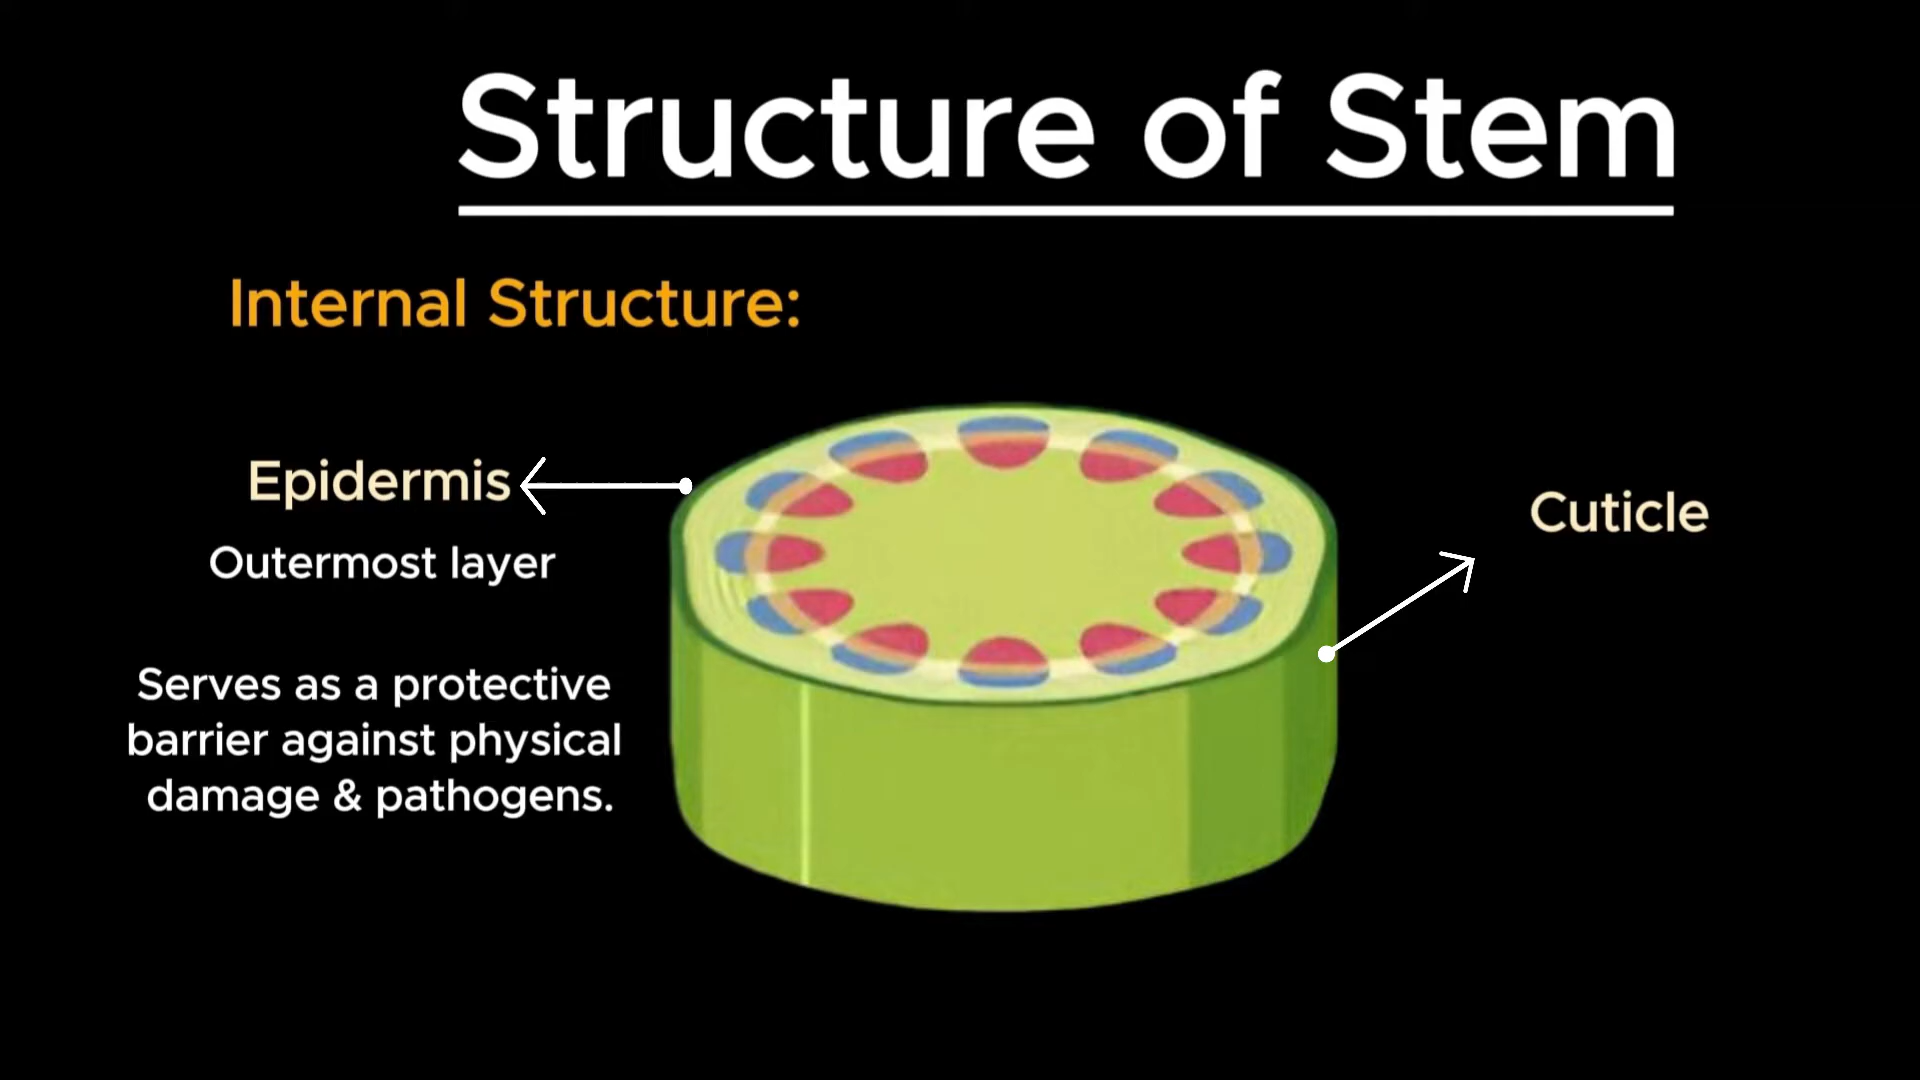 Structure of Stem
Internal Structure:
Epidermis
Outermost layer
Serves as a protective
barrier against physical
damage & pathogens.
Cuticle